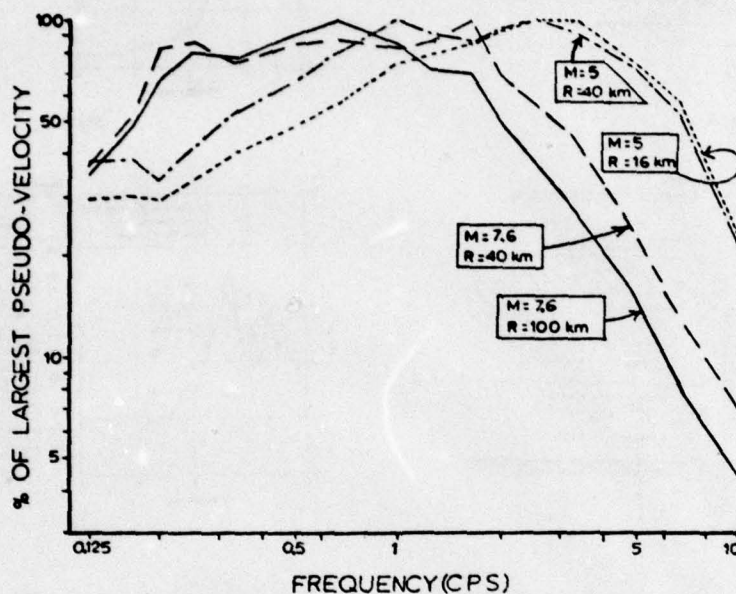 % OF LARGEST PSEUDO-VELOCITY
100
50
10
5
M=5
R=40 km
M=5
R=16 km
M=7.6
R=40 km
M=7.6
R=100 km
0.125
0.5
1
5
10
FREQUENCY (CPS)